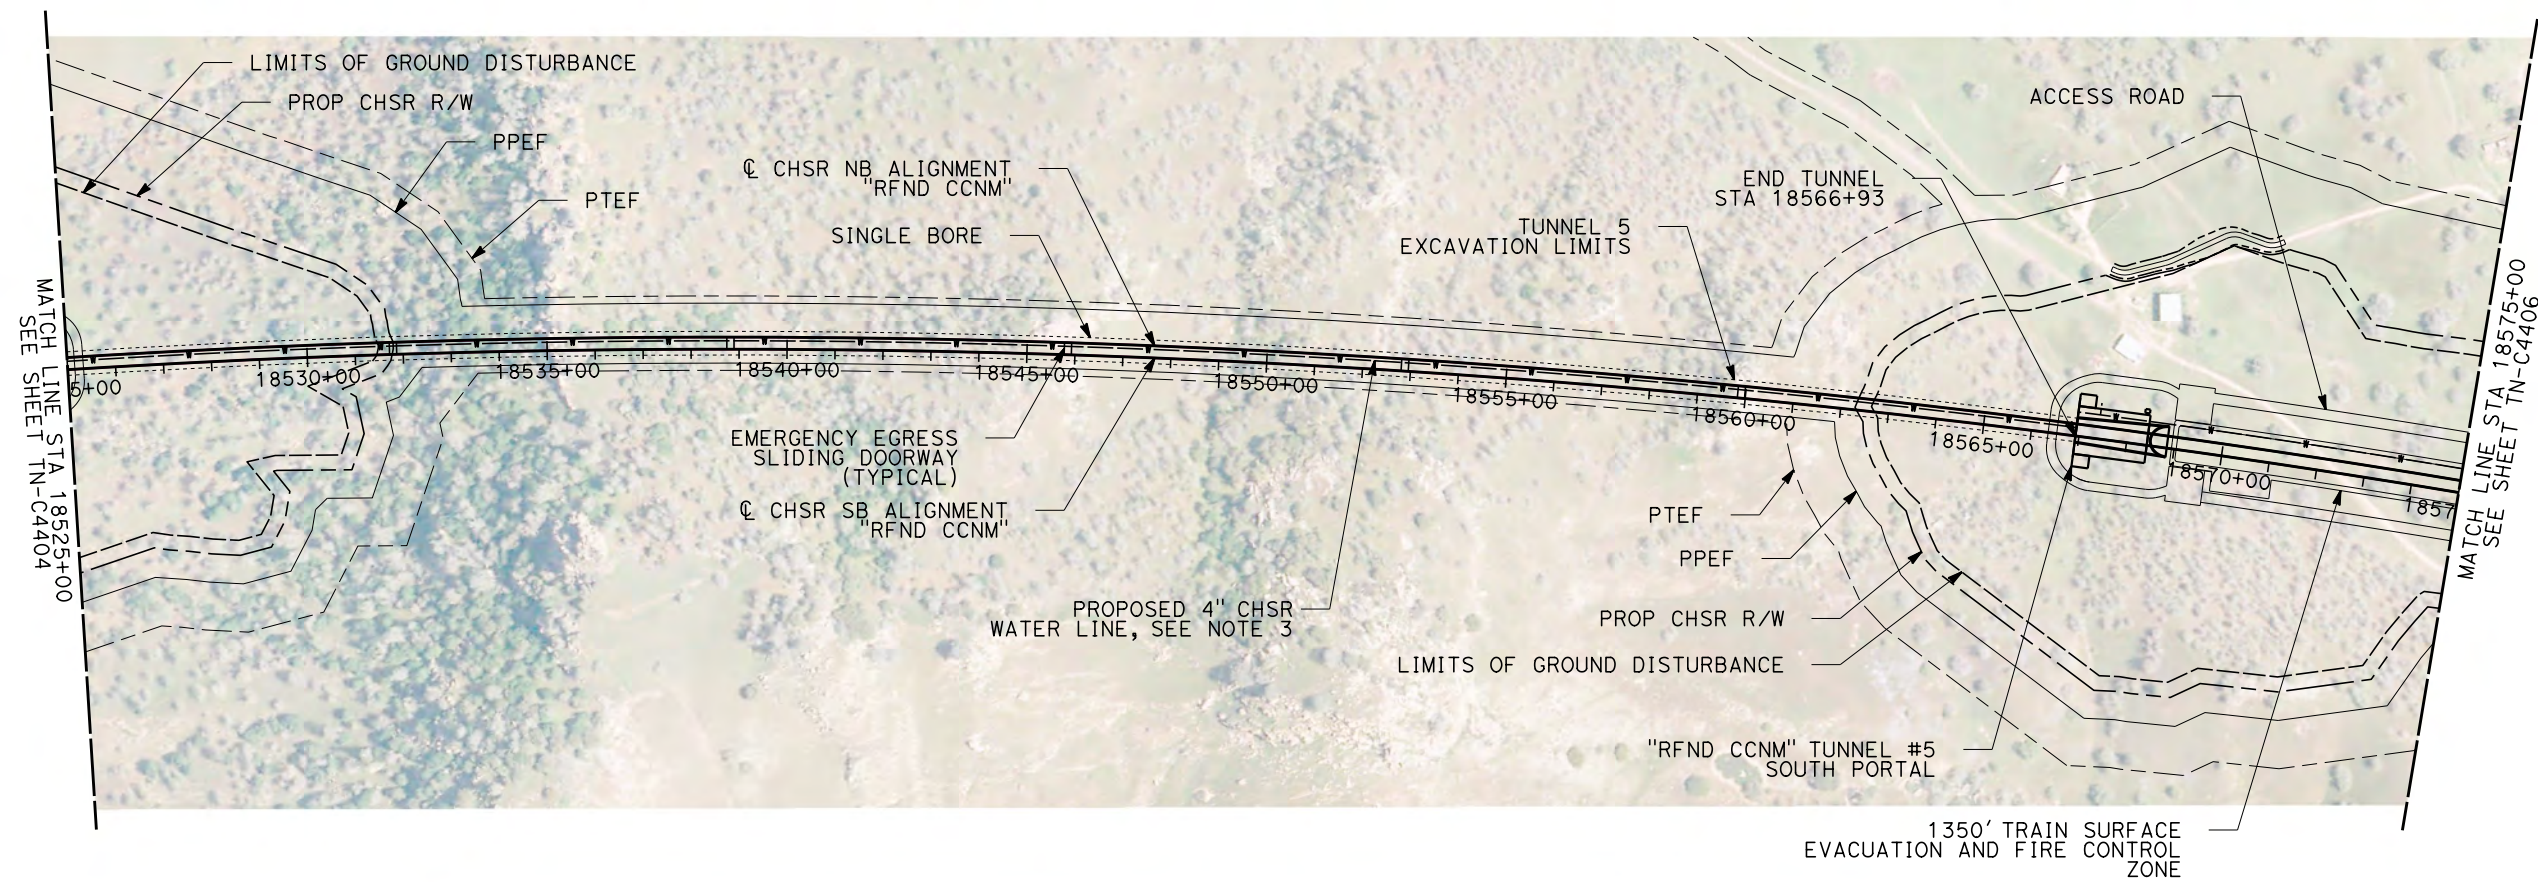 LIMITS OF GROUND DISTURBANCE
PROP CHSR R/W
PPEF
PTEF
℄ CHSR NB ALIGNMENT
"RFND CCNM"
SINGLE BORE
ACCESS ROAD
END TUNNEL
STA 18566+93
TUNNEL 5
EXCAVATION LIMITS
MATCH LINE STA 18525+00
SEE SHEET TN-C4404
5+00
18530+00
18535+00
18540+00
18545+00
18550+00
18555+00
18560+00
18565+00
18570+00
1857
MATCH LINE STA 18575+00
SEE SHEET TN-C4406
EMERGENCY EGRESS
SLIDING DOORWAY
(TYPICAL)
℄ CHSR SB ALIGNMENT
"RFND CCNM"
PROPOSED 4" CHSR
WATER LINE, SEE NOTE 3
PTEF
PPEF
PROP CHSR R/W
LIMITS OF GROUND DISTURBANCE
"RFND CCNM" TUNNEL #5
SOUTH PORTAL
1350' TRAIN SURFACE
EVACUATION AND FIRE CONTROL
ZONE